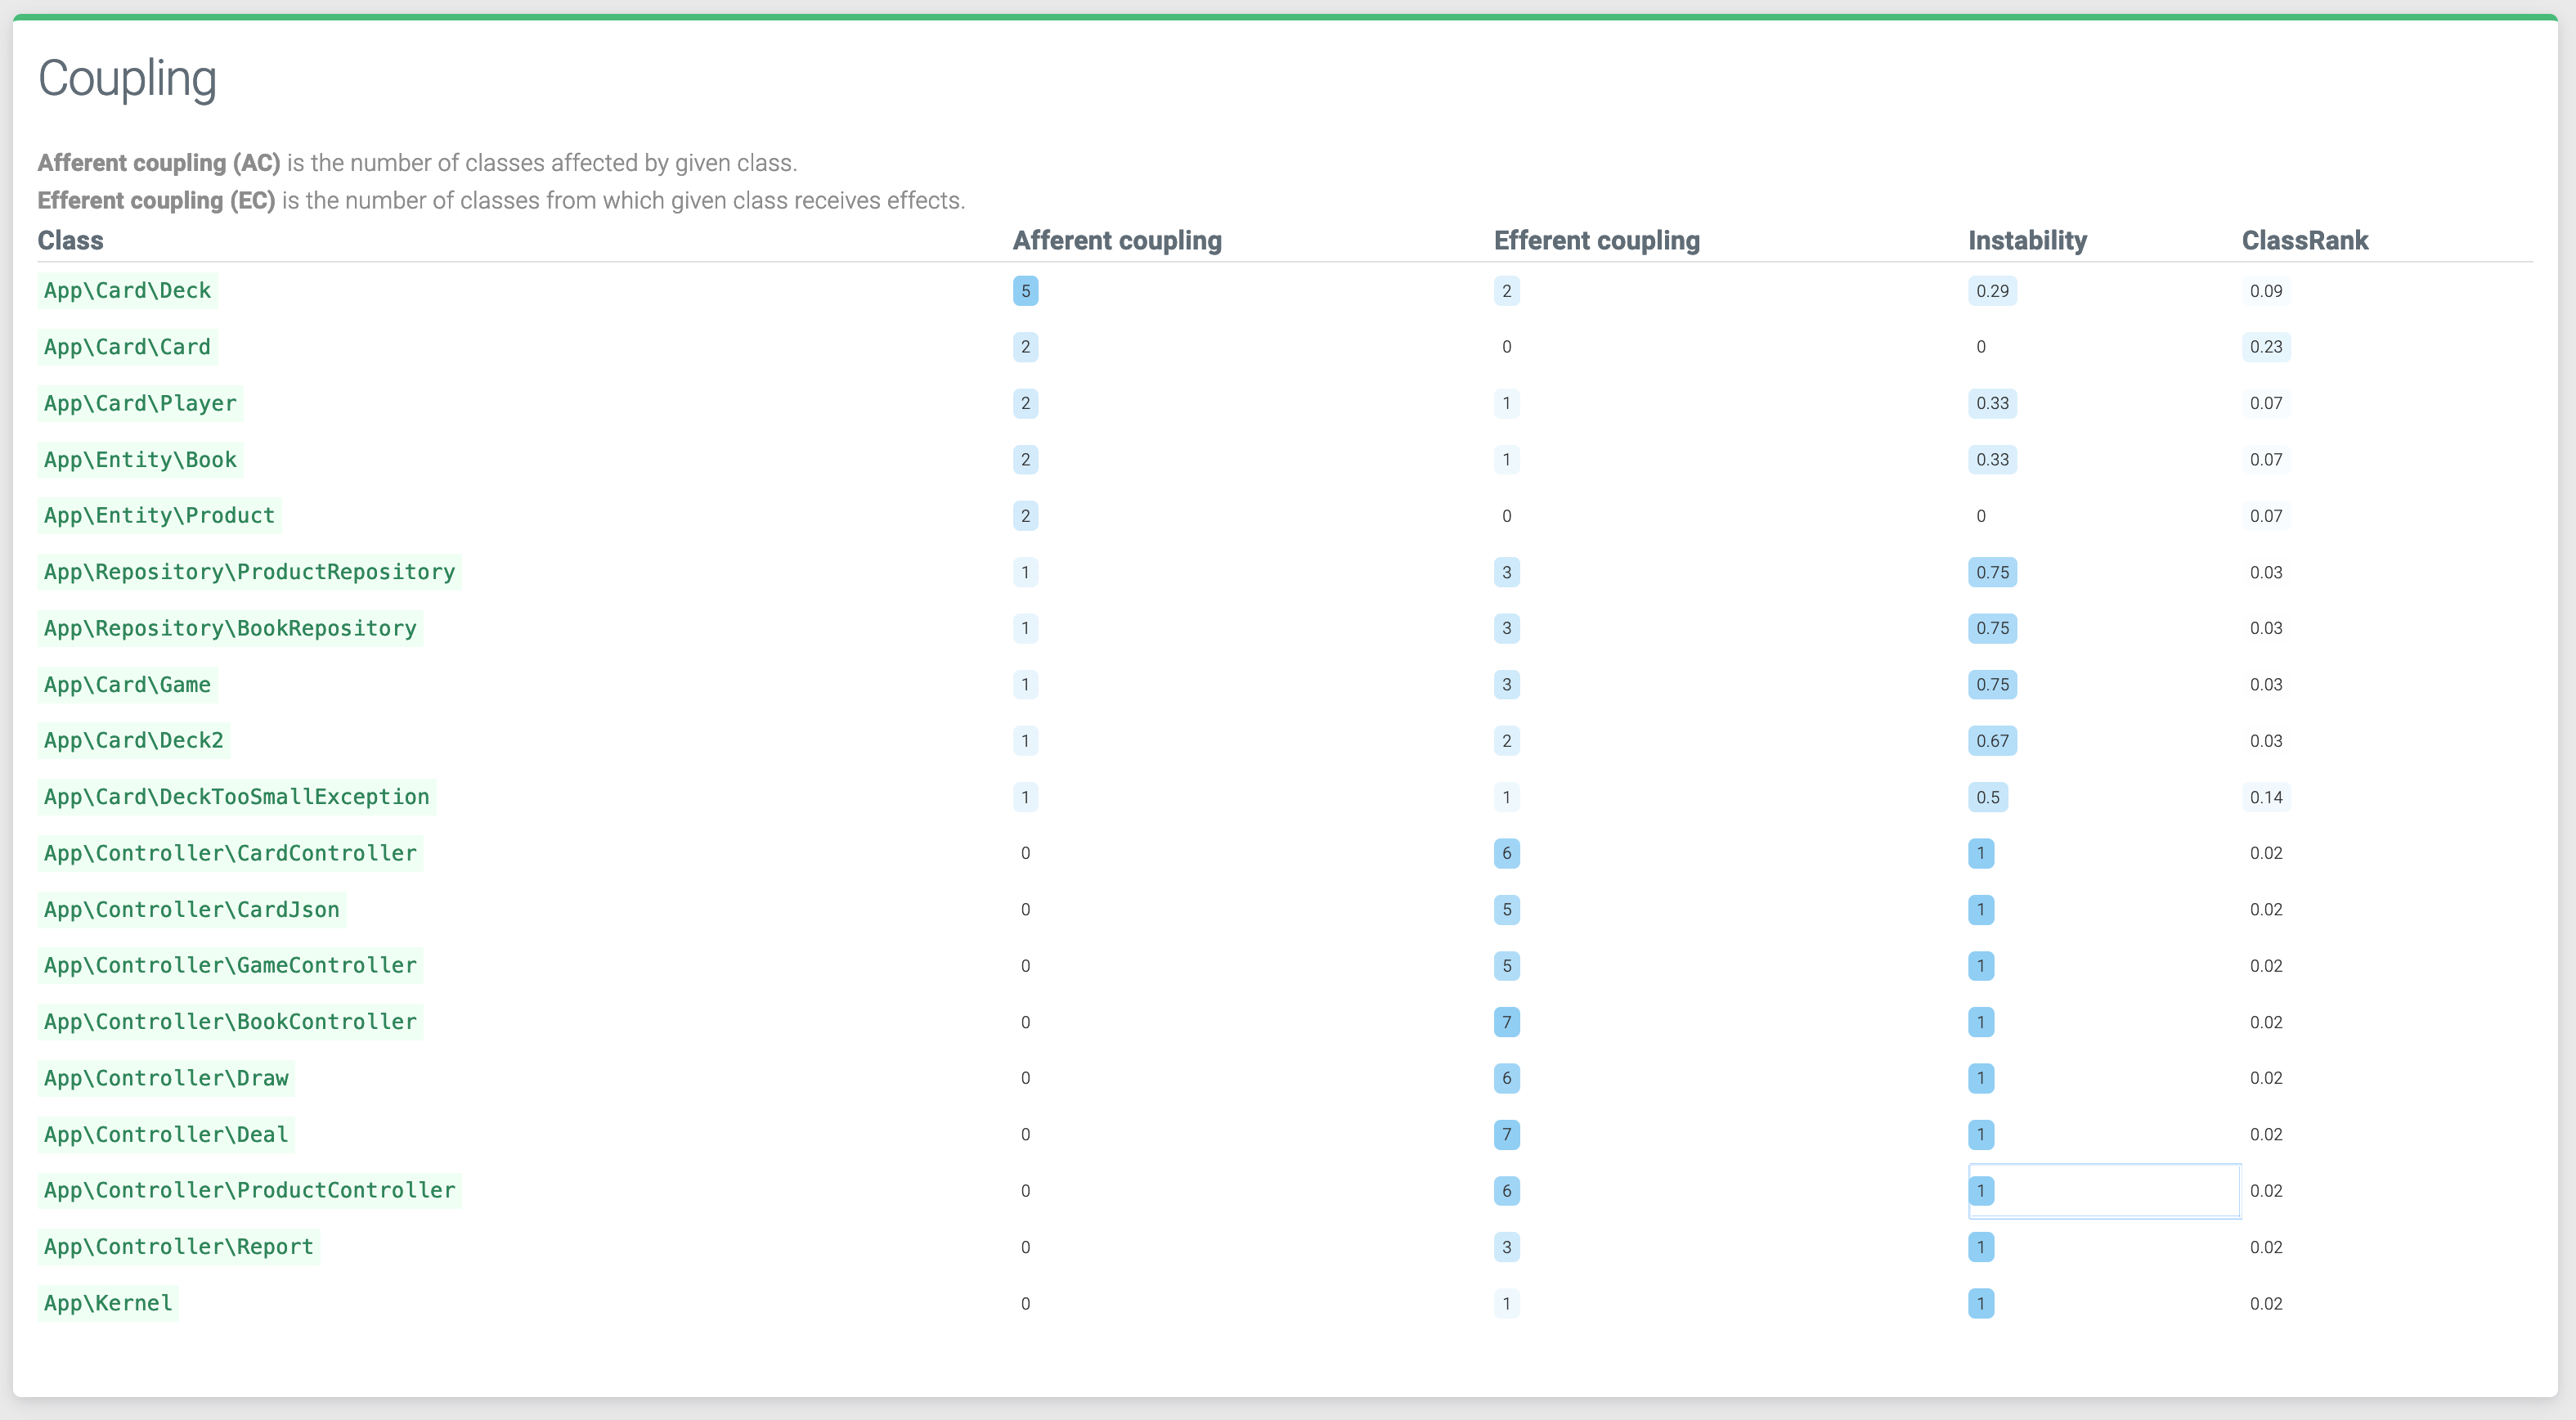 Coupling
Afferent coupling (AC) is the number of classes affected by given class.
Efferent coupling (EC) is the number of classes from which given class receives effects.
Class Afferent coupling Efferent coupling Instability ClassRank
App\Card\Deck 5 2 0.29 0.09
App\Card\Card 2 0 0 0.23
App\Card\Player 2 1 0.33 0.07
App\Entity\Book 2 1 0.33 0.07
App\Entity\Product 2 0 0 0.07
App\Repository\ProductRepository 1 3 0.75 0.03
App\Repository\BookRepository 1 3 0.75 0.03
App\Card\Game 1 3 0.75 0.03
App\Card\Deck2 1 2 0.67 0.03
App\Card\DeckTooSmallException 1 1 0.5 0.14
App\Controller\CardController 0 6 1 0.02
App\Controller\CardJson 0 5 1 0.02
App\Controller\GameController 0 5 1 0.02
App\Controller\BookController 0 7 1 0.02
App\Controller\Draw 0 6 1 0.02
App\Controller\Deal 0 7 1 0.02
App\Controller\ProductController 0 6 1 0.02
App\Controller\Report 0 3 1 0.02
App\Kernel 0 1 1 0.02